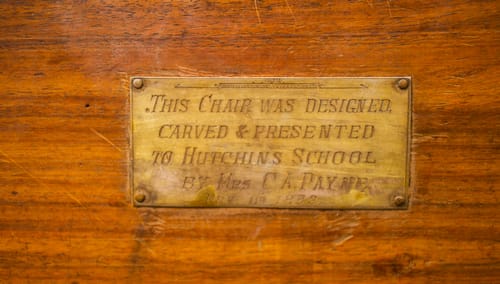 THIS CHAIR WAS DESIGNED,
CARVED & PRESENTED
TO HUTCHINS SCHOOL
BY MRS C.A. PAYNE